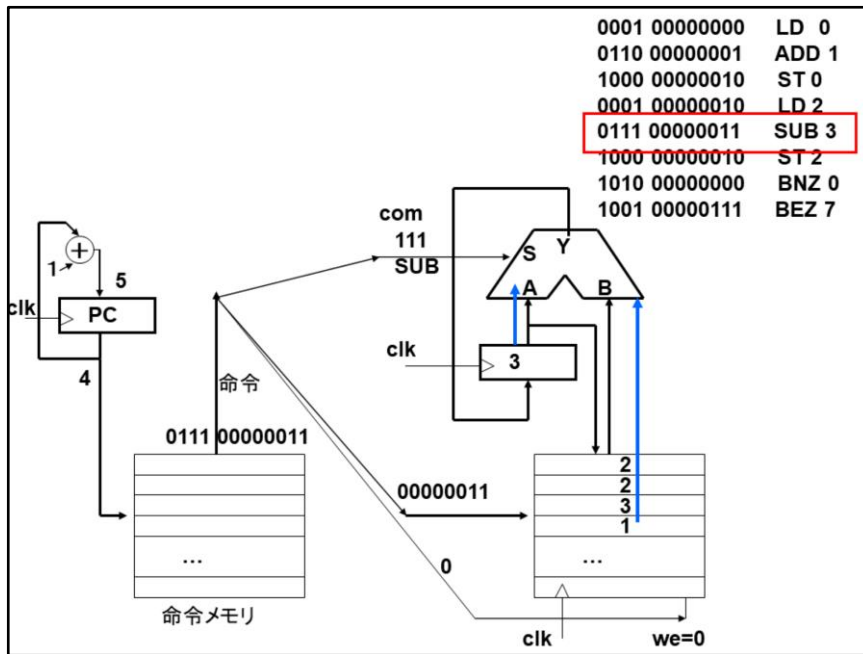 0001 00000000 LD 0
0110 00000001 ADD 1
1000 00000010 ST 0
0001 00000010 LD 2
0111 00000011 SUB 3
1000 00000010 ST 2
1010 00000000 BNZ 0
1001 00000111 BEZ 7
com
111
SUB
S Y
A B
+
1
5
clk
PC
4
clk
3
命令
0111 00000011
00000011
2
2
3
1
...
...
0
命令メモリ
clk
we=0